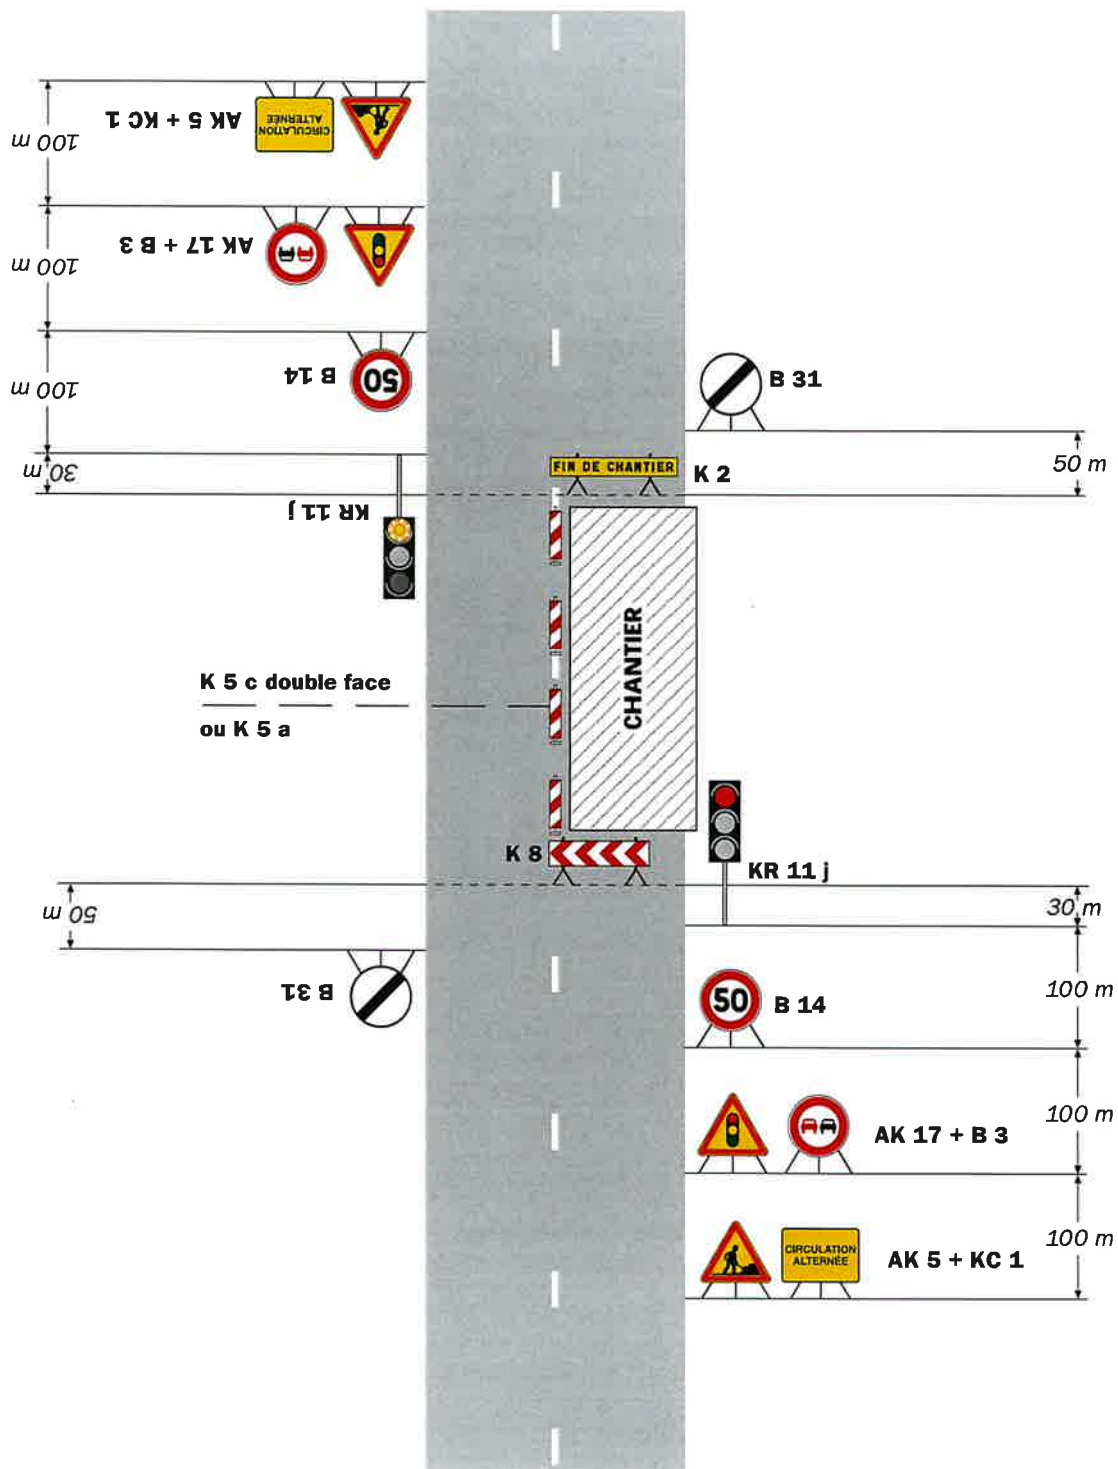 AK 5 + KC 1
CIRCULATION
ALTERNÉE
100 m
AK 17 + B 3
100 m
B 14
50
100 m
B 31
30 m
FIN DE CHANTIER
K 2
50 m
KR 11 j
CHANTIER
K 5 c double face
ou K 5 a
K 8
KR 11 j
50 m
30 m
B 31
50
B 14
100 m
AK 17 + B 3
100 m
CIRCULATION
ALTERNÉE
AK 5 + KC 1
100 m